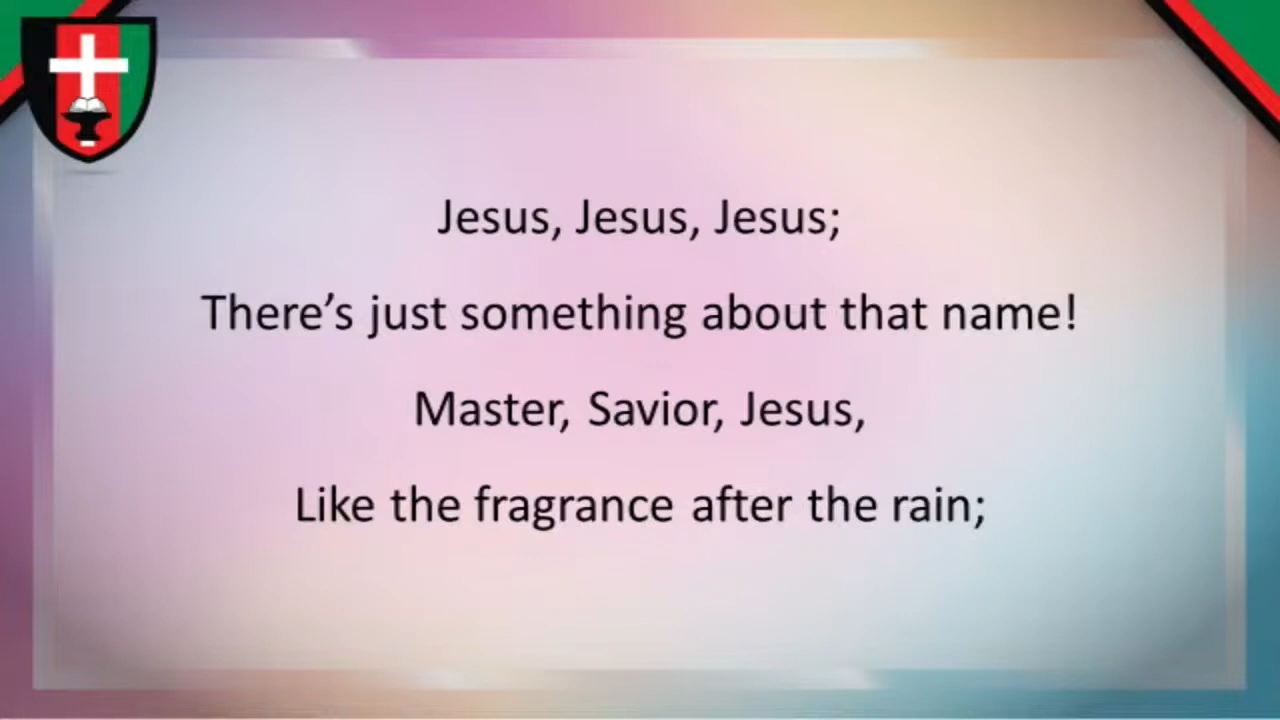 Jesus, Jesus, Jesus;
There’s just something about that name!
Master, Savior, Jesus,
Like the fragrance after the rain;